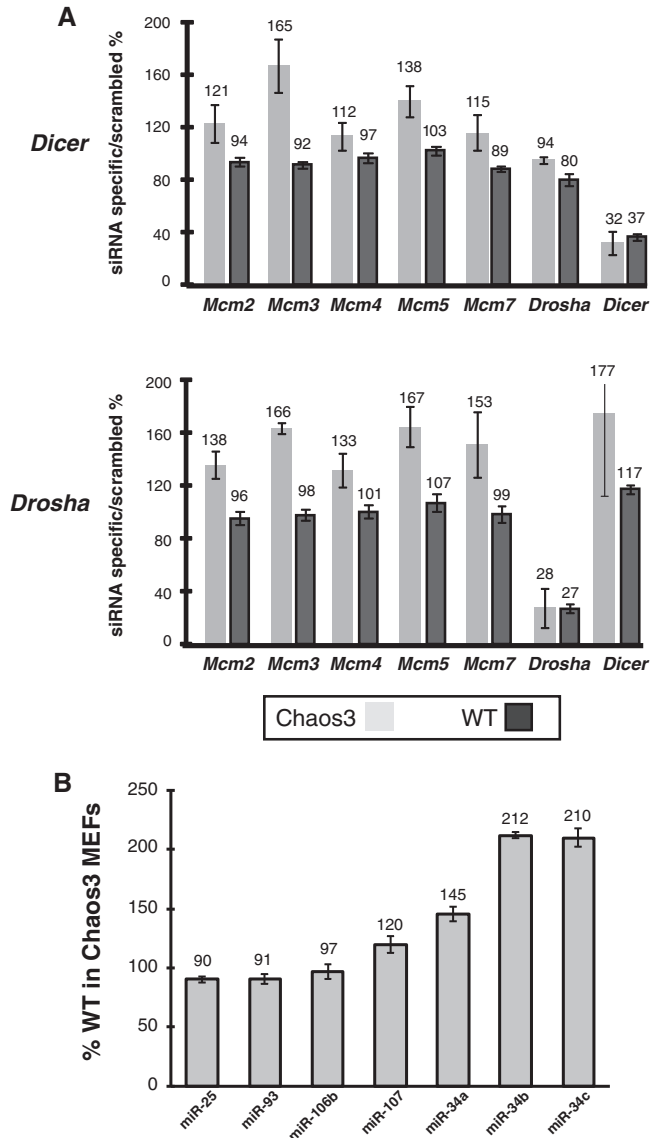 A
siRNA specific/scrambled %
200
160
120
80
40
0
Dicer
121
94
165
92
112
97
138
103
115
89
94
80
32
37
Mcm2
Mcm3
Mcm4
Mcm5
Mcm7
Drosha
Dicer
siRNA specific/scrambled %
200
160
120
80
40
0
Drosha
138
96
166
98
133
101
167
107
153
99
28
27
177
117
Mcm2
Mcm3
Mcm4
Mcm5
Mcm7
Drosha
Dicer
Chaos3
WT
B
% WT in Chaos3 MEFs
250
200
150
100
50
0
90
91
97
120
145
212
210
miR-25
miR-93
miR-106b
miR-107
miR-34a
miR-34b
miR-34c